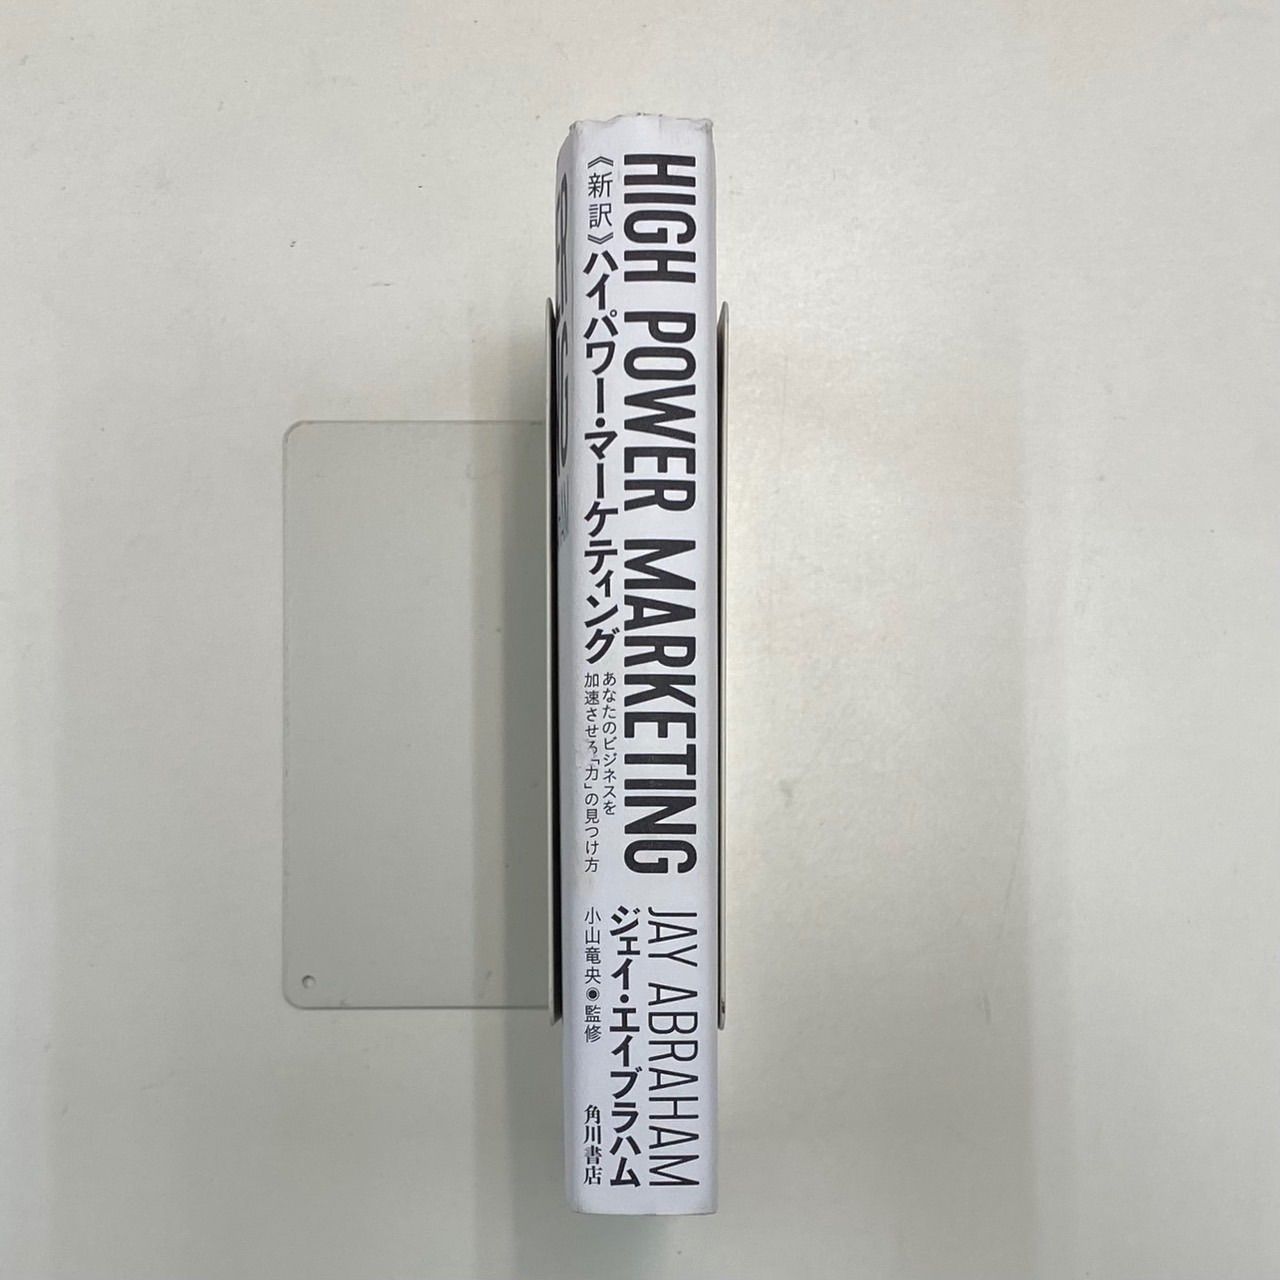 HIGH POWER MARKETING
《新訳》ハイパワー・マーケティング
あなたのビジネスを
加速させる「力」の見つけ方
JAY ABRAHAM
ジェイ・エイブラハム
小山竜央◉監修
角川書店